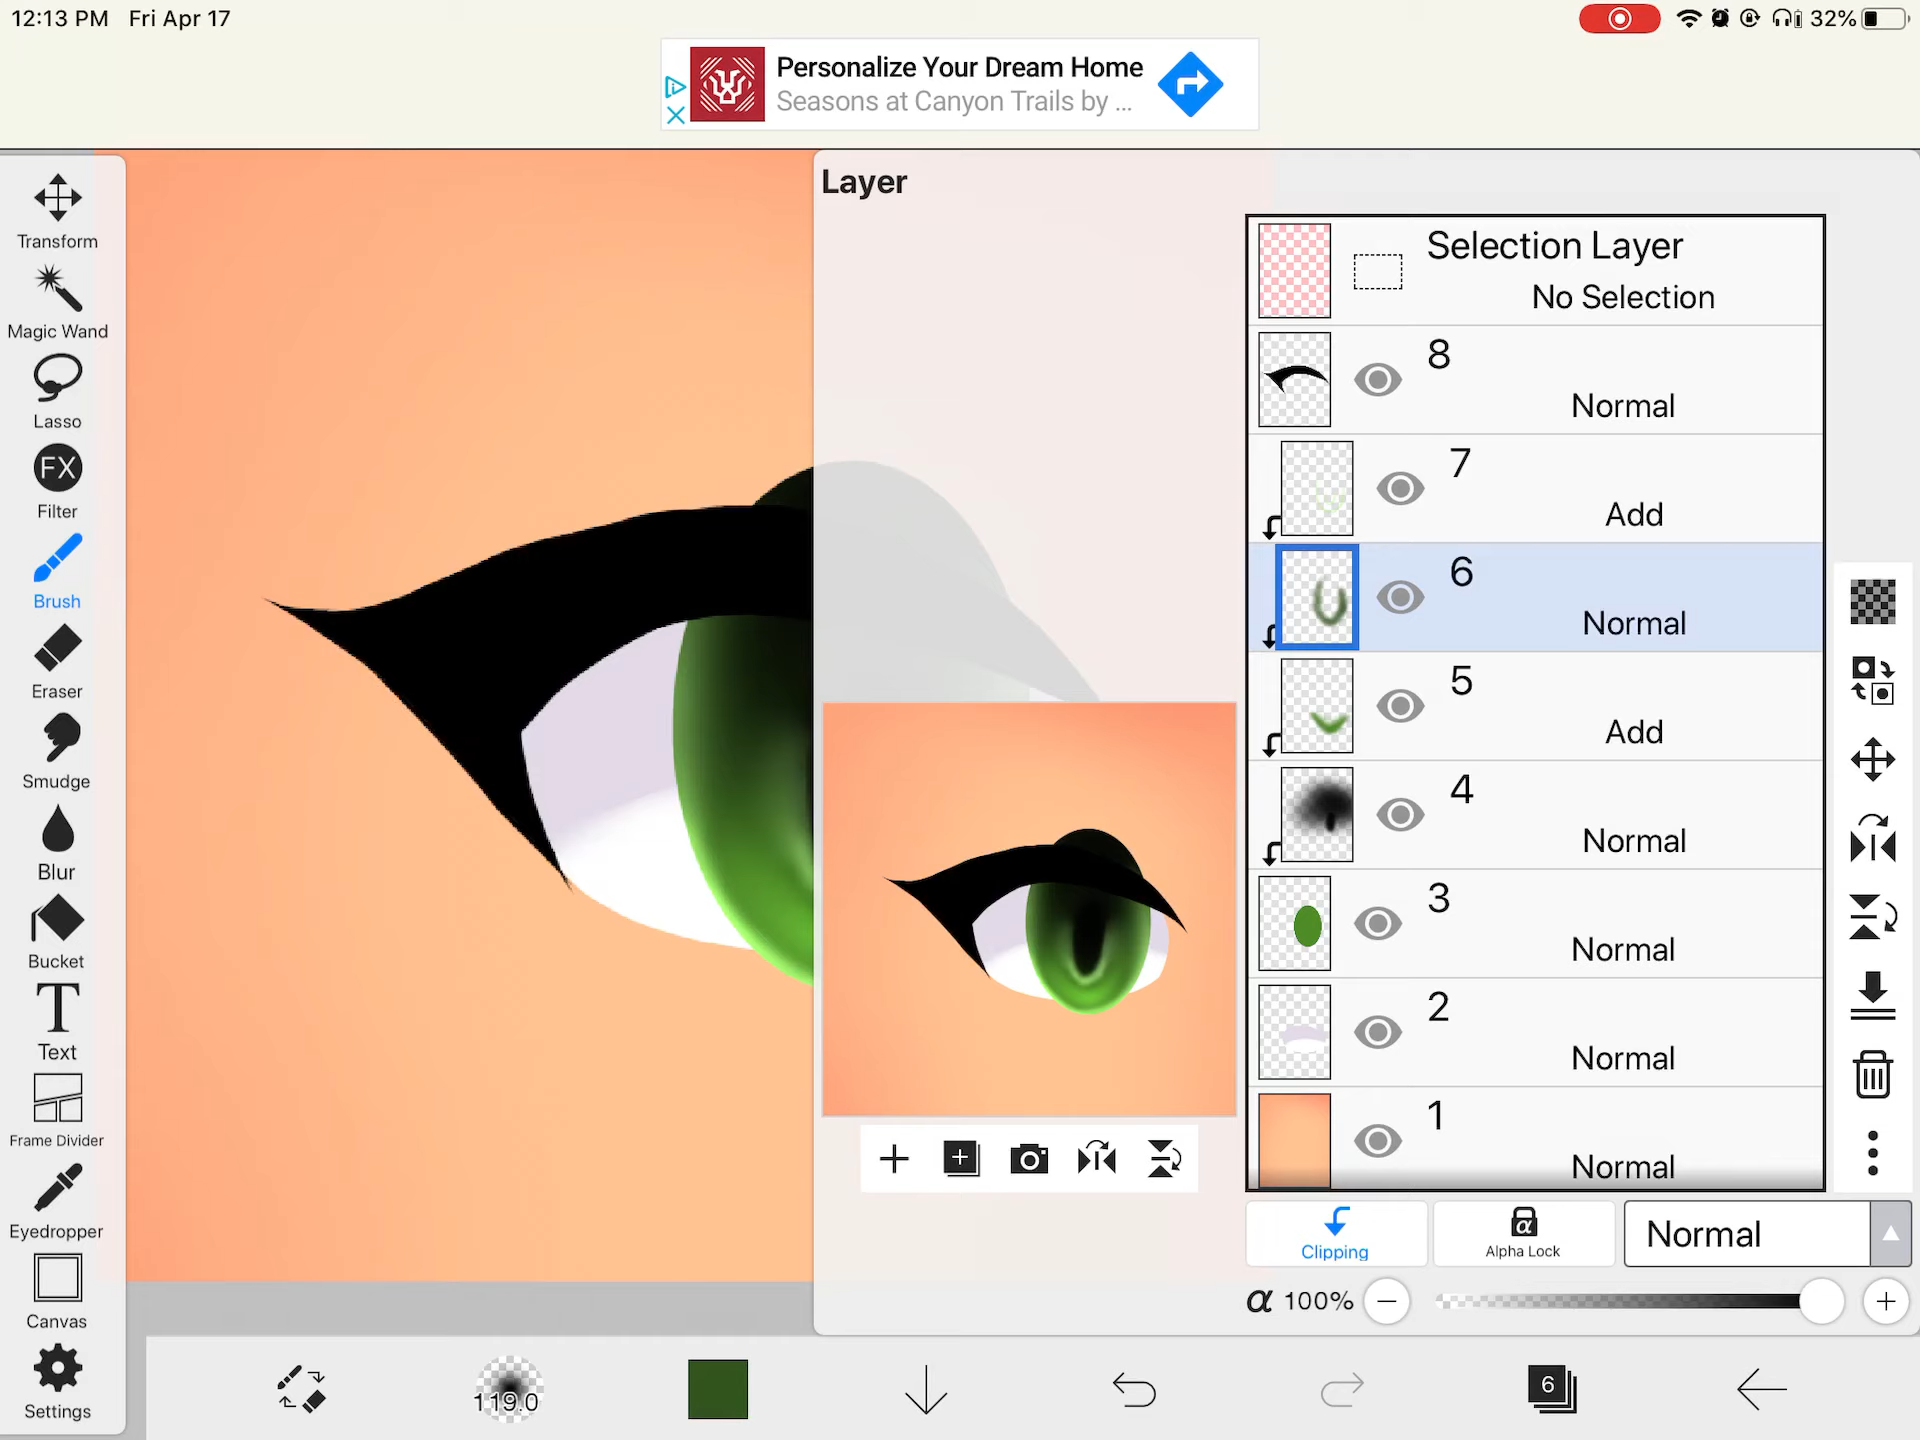 12:13 PM Fri Apr 17
32%
Personalize Your Dream Home
Seasons at Canyon Trails by ...
Layer
Transform
Magic Wand
Lasso
FX
Filter
Brush
Eraser
Smudge
Blur
Bucket
T
Text
Frame Divider
Eyedropper
Canvas
Settings
Selection Layer
No Selection
8
Normal
7
Add
6
Normal
5
Add
4
Normal
3
Normal
2
Normal
1
Normal
Clipping
α
Alpha Lock
Normal
α 100%
119.0
6